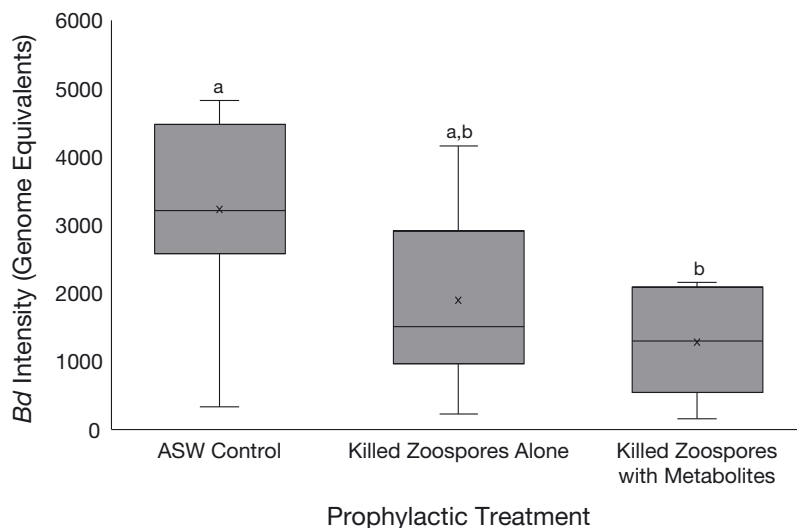 6000
5000
4000
3000
2000
1000
0
Bd Intensity (Genome Equivalents)
a
a,b
b
x
x
x
ASW Control
Killed Zoospores Alone
Killed Zoospores
with Metabolites
Prophylactic Treatment